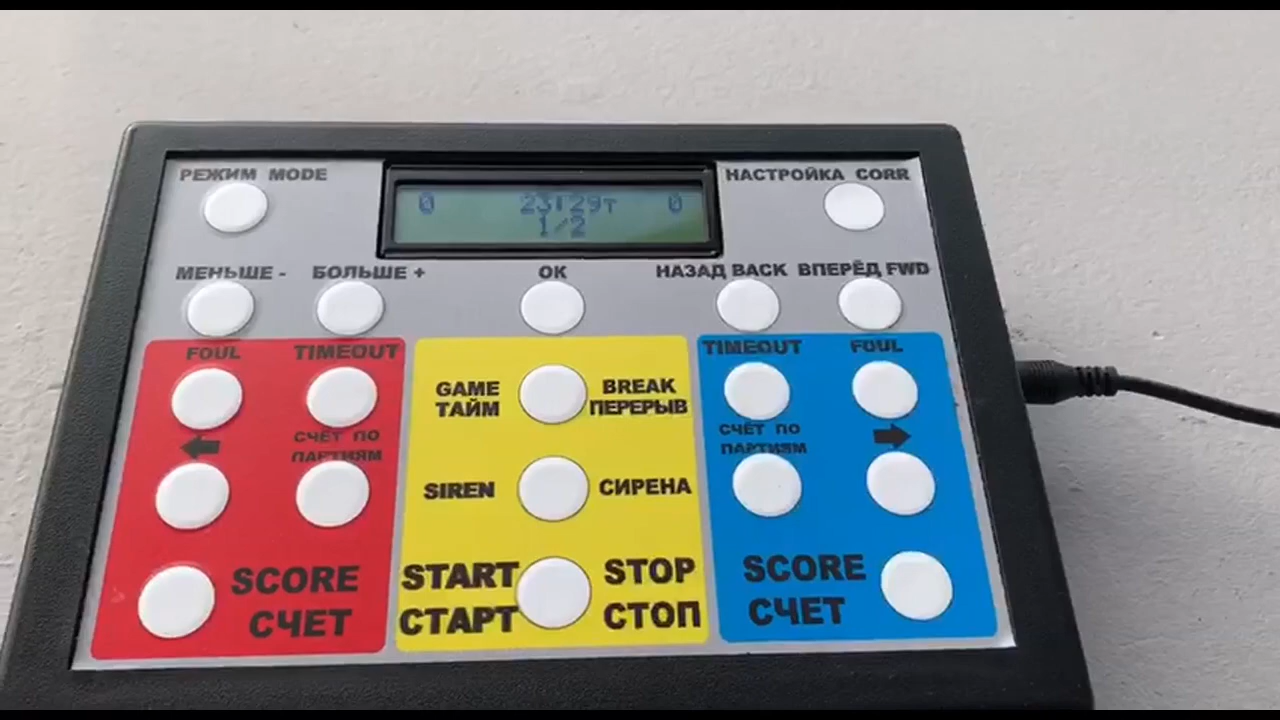 РЕЖИМ MODE
НАСТРОЙКА CORR
0 23:29т 0
1/2
МЕНЬШЕ -
БОЛЬШЕ +
OK
НАЗАД BACK
ВПЕРЁД FWD
FOUL
TIMEOUT
СЧЁТ ПО
ПАРТИЯМ
SCORE
СЧЕТ
GAME
ТАЙМ
BREAK
ПЕРЕРЫВ
SIREN
СИРЕНА
START
СТАРТ
STOP
СТОП
TIMEOUT
FOUL
СЧЁТ ПО
ПАРТИЯМ
SCORE
СЧЕТ